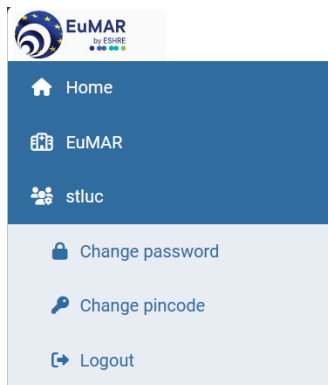 EuMAR
by ESHRE
Home
EuMAR
stluc
Change password
Change pincode
Logout